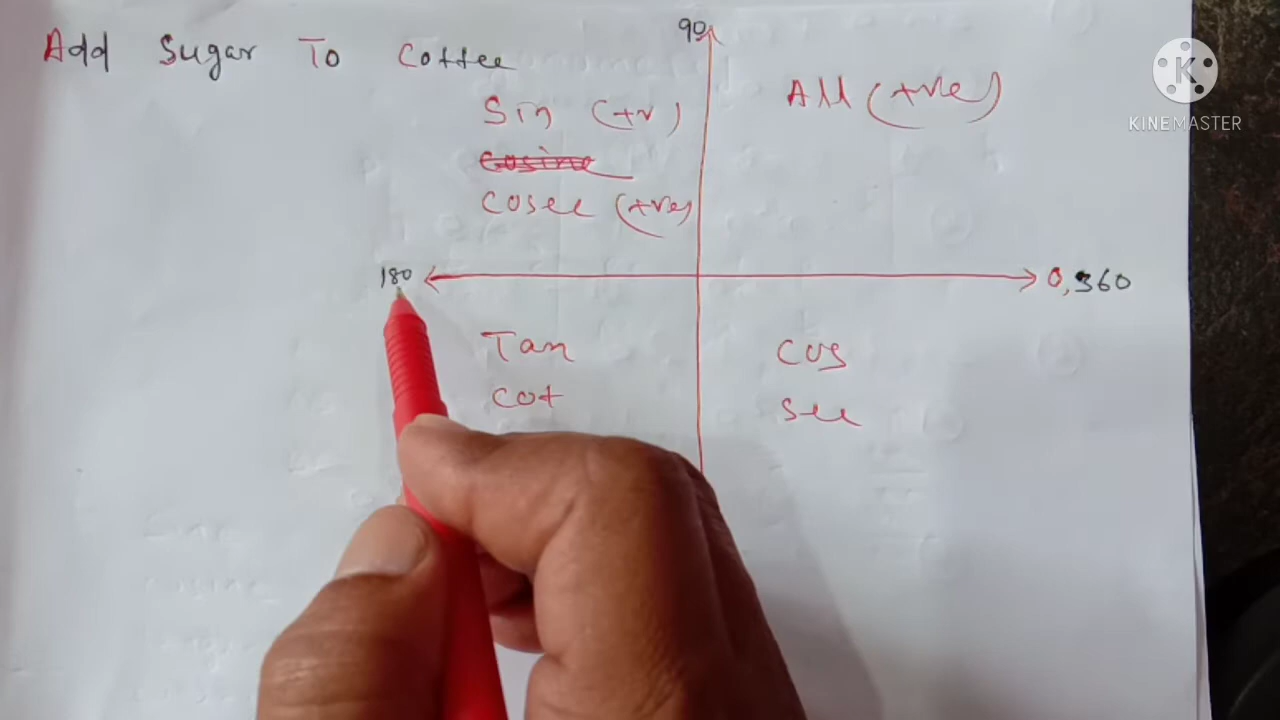 90
Add Sugar To Coffee
All (+ve)
Sin (+v)
Cosine
Cosec (+ve)
180
0,360
Tan
Cos
Cot
Sec
K
KINEMASTER